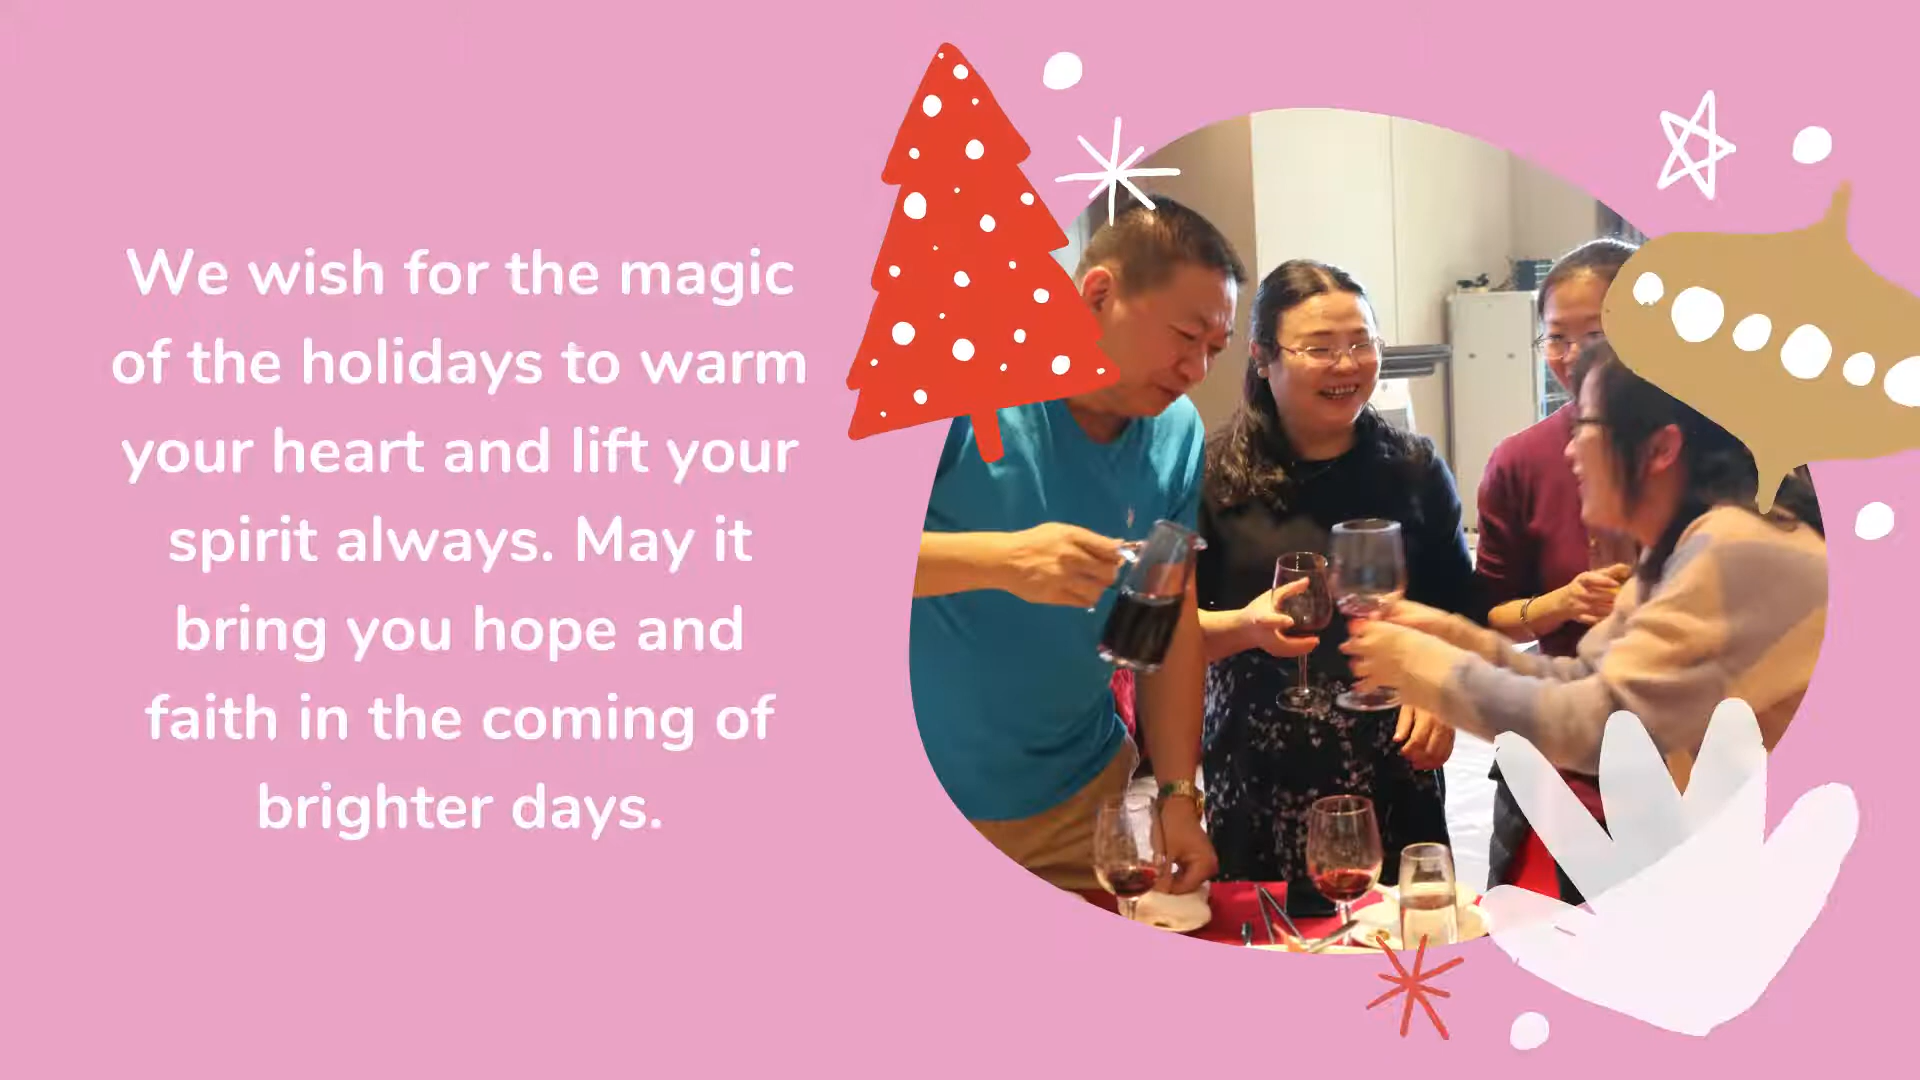 We wish for the magic
of the holidays to warm
your heart and lift your
spirit always. May it
bring you hope and
faith in the coming of
brighter days.